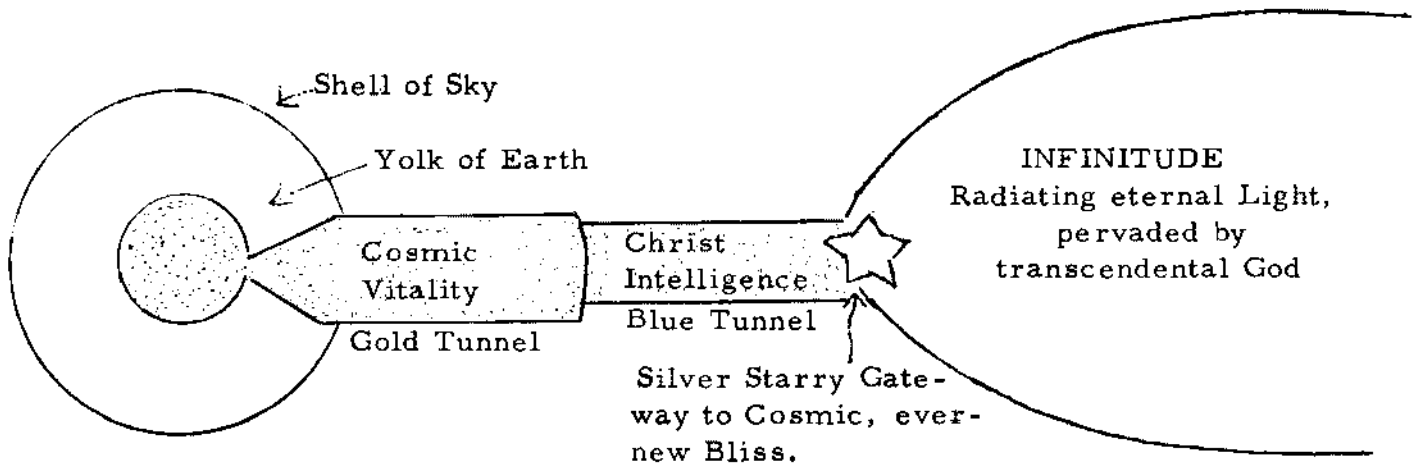 Shell of Sky
Yolk of Earth
Cosmic
Vitality
Gold Tunnel
Christ
Intelligence
Blue Tunnel
Silver Starry Gate-
way to Cosmic, ever-
new Bliss.
INFINITUDE
Radiating eternal Light,
pervaded by
transcendental God